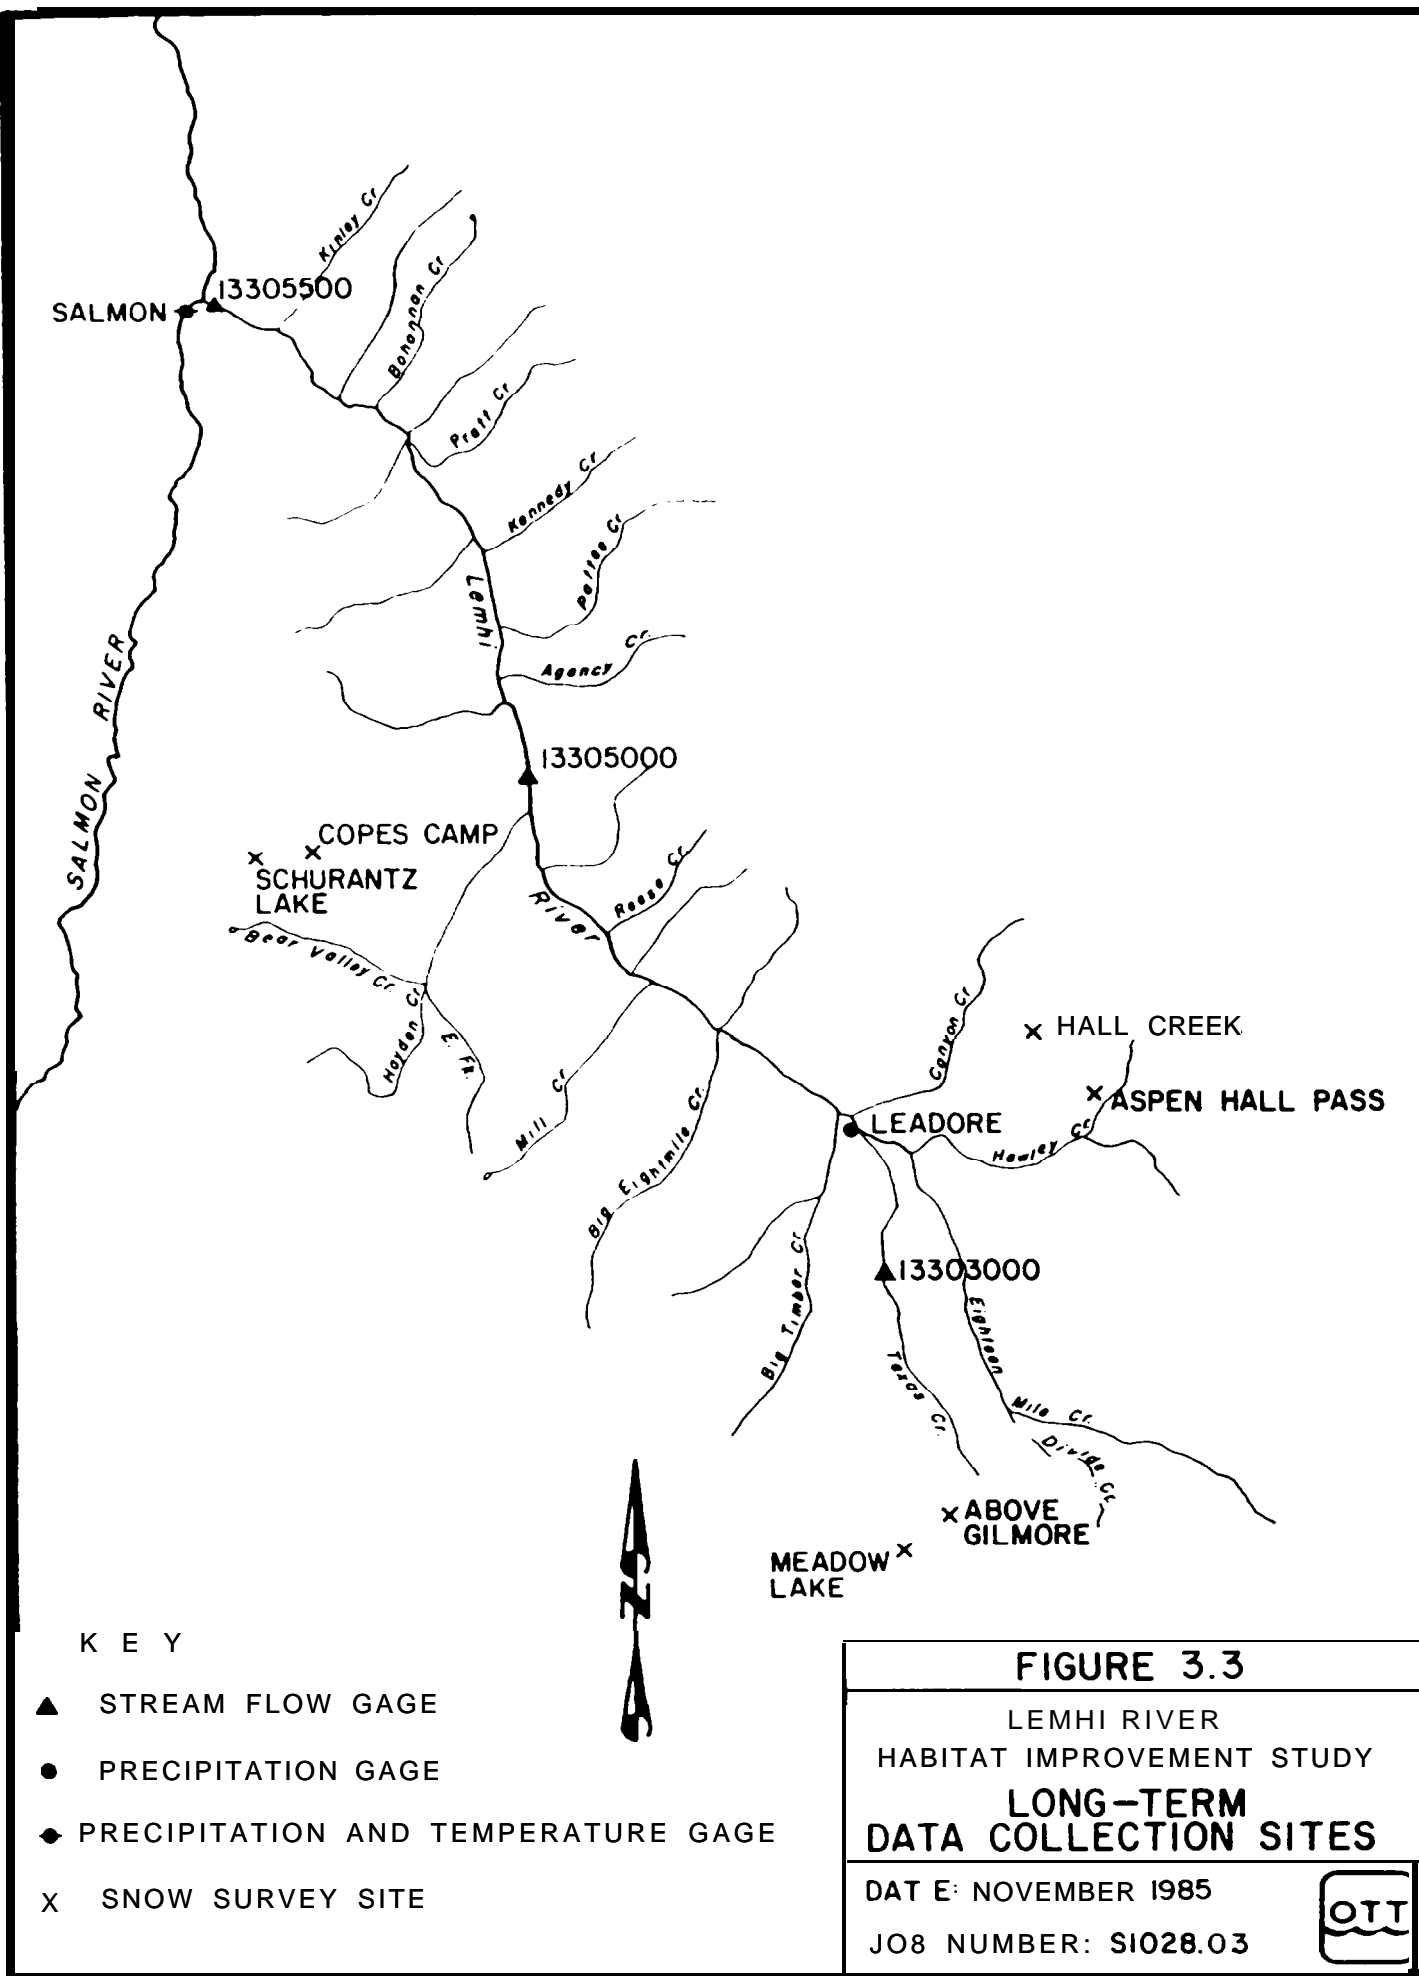 Kinley Cr
13305500
SALMON
Bohannan Cr
Pratt Cr
Kennedy Cr
Pattee Cr
Lemhi
Agency Cr.
SALMON RIVER
13305000
COPES CAMP
SCHURANTZ
LAKE
Reese Cr.
River
Bear Valley Cr.
Hayden Cr
E. Fk.
Canyon Cr
HALL CREEK
Mill Cr
ASPEN HALL PASS
LEADORE
Big Eightmile Cr.
Hawley Cr
13303000
Big Timber Cr
Eighteen
Mile Cr.
Texas Cr.
Divide Cr.
ABOVE
GILMORE
MEADOW
LAKE
N
KEY
STREAM FLOW GAGE
PRECIPITATION GAGE
PRECIPITATION AND TEMPERATURE GAGE
X SNOW SURVEY SITE
FIGURE 3.3
LEMHI RIVER
HABITAT IMPROVEMENT STUDY
LONG-TERM
DATA COLLECTION SITES
DATE: NOVEMBER 1985
JO8 NUMBER: S1028.03
OTT